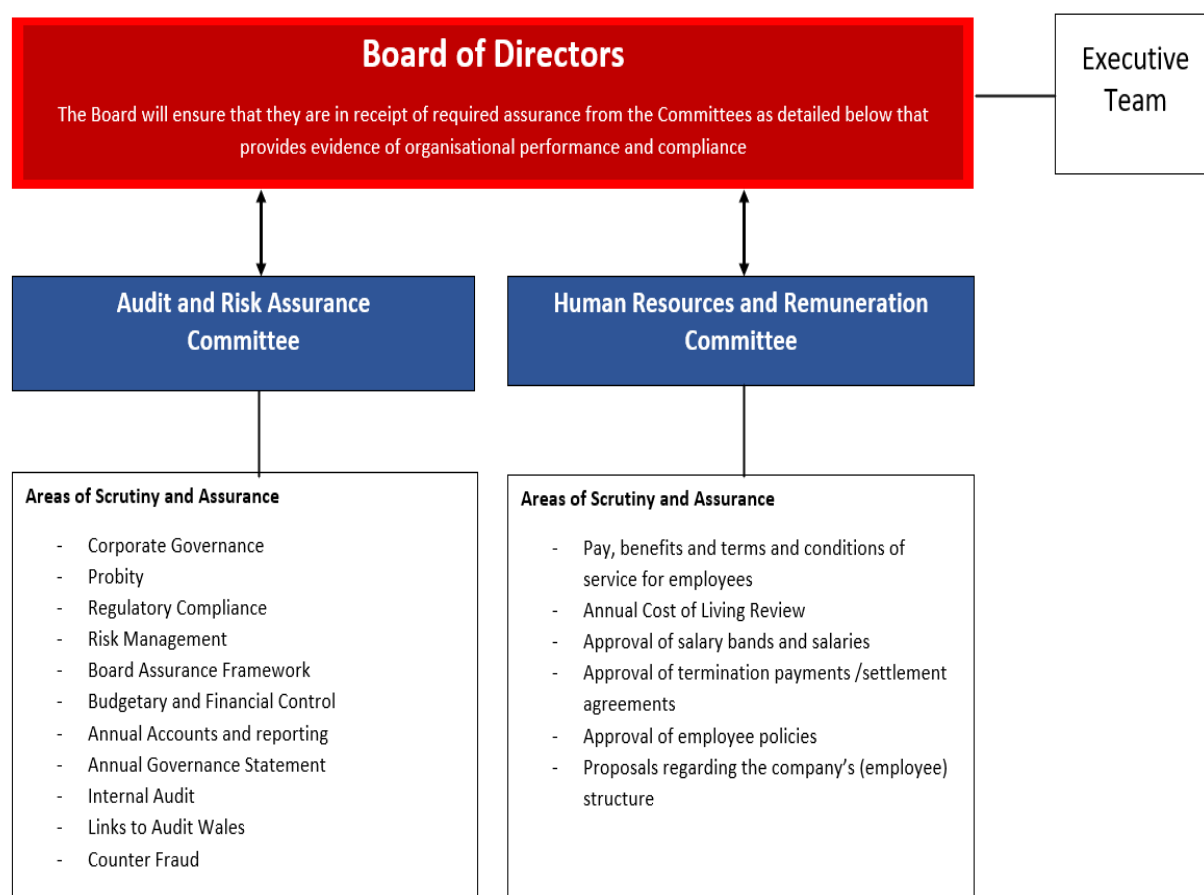 Board of Directors
The Board will ensure that they are in receipt of required assurance from the Committees as detailed below that
provides evidence of organisational performance and compliance
Executive
Team
Audit and Risk Assurance
Committee
Human Resources and Remuneration
Committee
Areas of Scrutiny and Assurance
- Corporate Governance
- Probity
- Regulatory Compliance
- Risk Management
- Board Assurance Framework
- Budgetary and Financial Control
- Annual Accounts and reporting
- Annual Governance Statement
- Internal Audit
- Links to Audit Wales
- Counter Fraud
Areas of Scrutiny and Assurance
- Pay, benefits and terms and conditions of
service for employees
- Annual Cost of Living Review
- Approval of salary bands and salaries
- Approval of termination payments /settlement
agreements
- Approval of employee policies
- Proposals regarding the company’s (employee)
structure